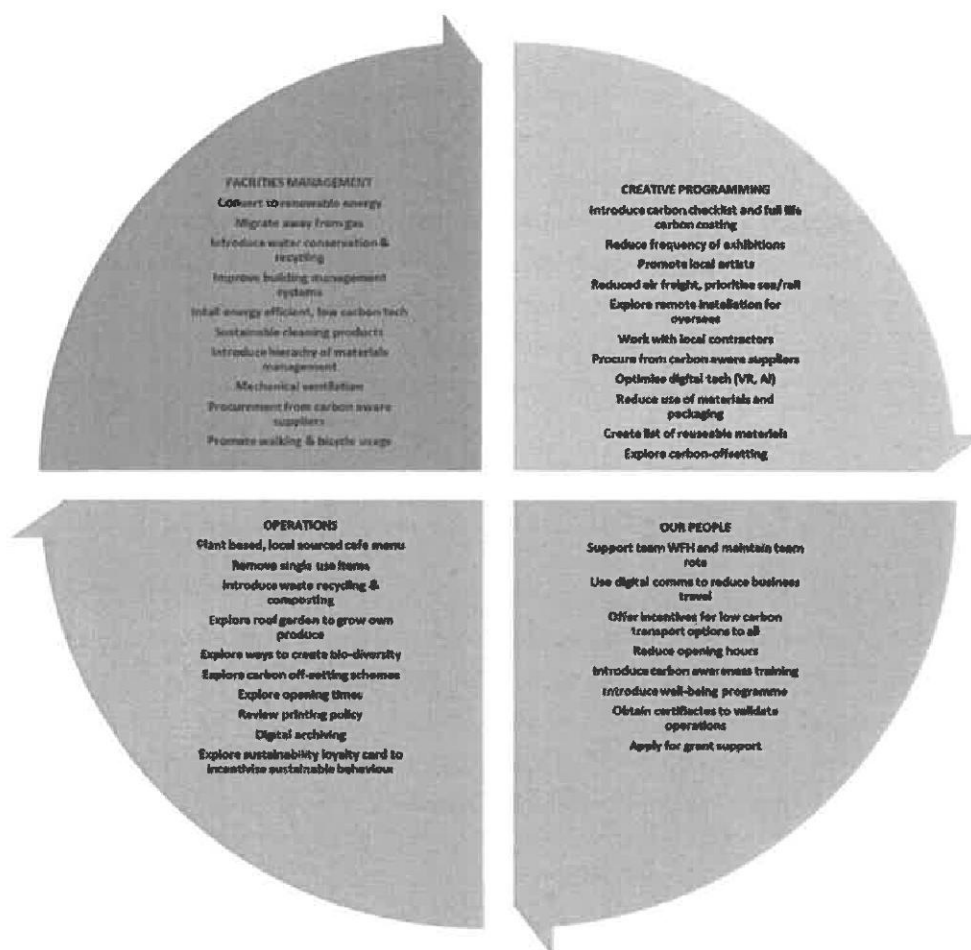 FACILITIES MANAGEMENT
Convert to renewable energy
Migrate away from gas
Introduce water conservation &
recycling
Improve building management
systems
Intall energy efficient, low carbon tech
Sustainable cleaning products
Introduce hierachy of materials
management
Mechanical ventilation
Procurement from carbon aware
suppliers
Promote walking & bicycle usage
CREATIVE PROGRAMMING
Introduce carbon checklist and full life
carbon costing
Reduce frequency of exhibitions
Promote local artists
Reduced air freight, prioritise sea/rail
Explore remote installation for
oversees
Work with local contractors
Procure from carbon aware suppliers
Optimise digital tech (VR, AI)
Reduce use of materials and
packaging
Create list of reuseable materials
Explore carbon-offsetting
OPERATIONS
Plant based, local sourced cafe menu
Remove single use items
Introduce waste recycling &
composting
Explore roof garden to grow own
produce
Explore ways to create bio-diversity
Explore carbon off-setting schemes
Explore opening times
Review printing policy
Digital archiving
Explore sustainability loyalty card to
incentivise sustainable behaviour
OUR PEOPLE
Support team WFH and maintain team
rota
Use digital comms to reduce business
travel
Offer incentives for low carbon
transport options to all
Reduce opening hours
Introduce carbon awareness training
Introduce well-being programme
Obtain certifiactes to validate
operations
Apply for grant support